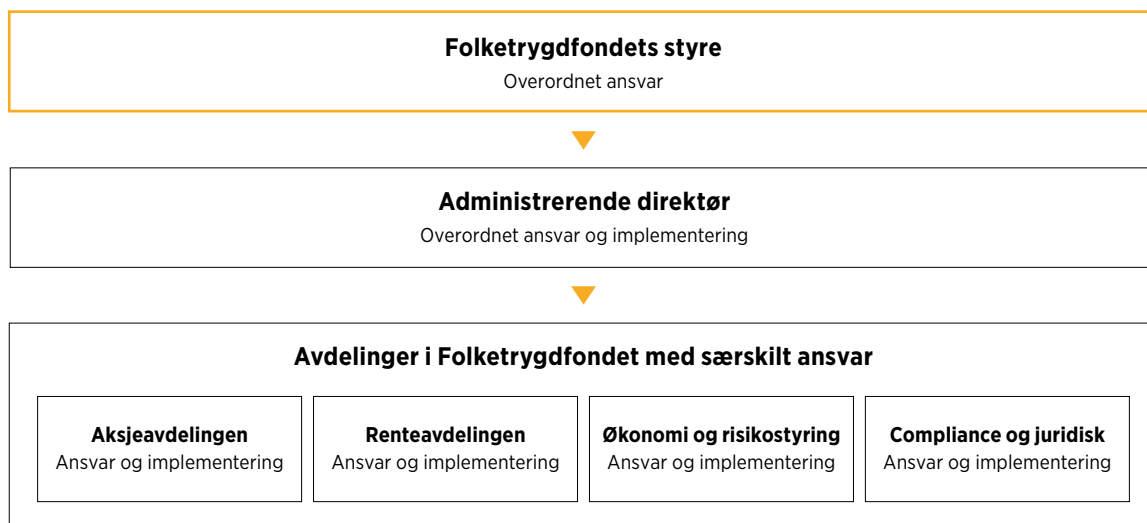 Folketrygdfondets styre
Overordnet ansvar
Administrerende direktør
Overordnet ansvar og implementering
Avdelinger i Folketrygdfondet med særskilt ansvar
Aksjeavdelingen
Ansvar og implementering
Renteavdelingen
Ansvar og implementering
Økonomi og risikostyring
Ansvar og implementering
Compliance og juridisk
Ansvar og implementering